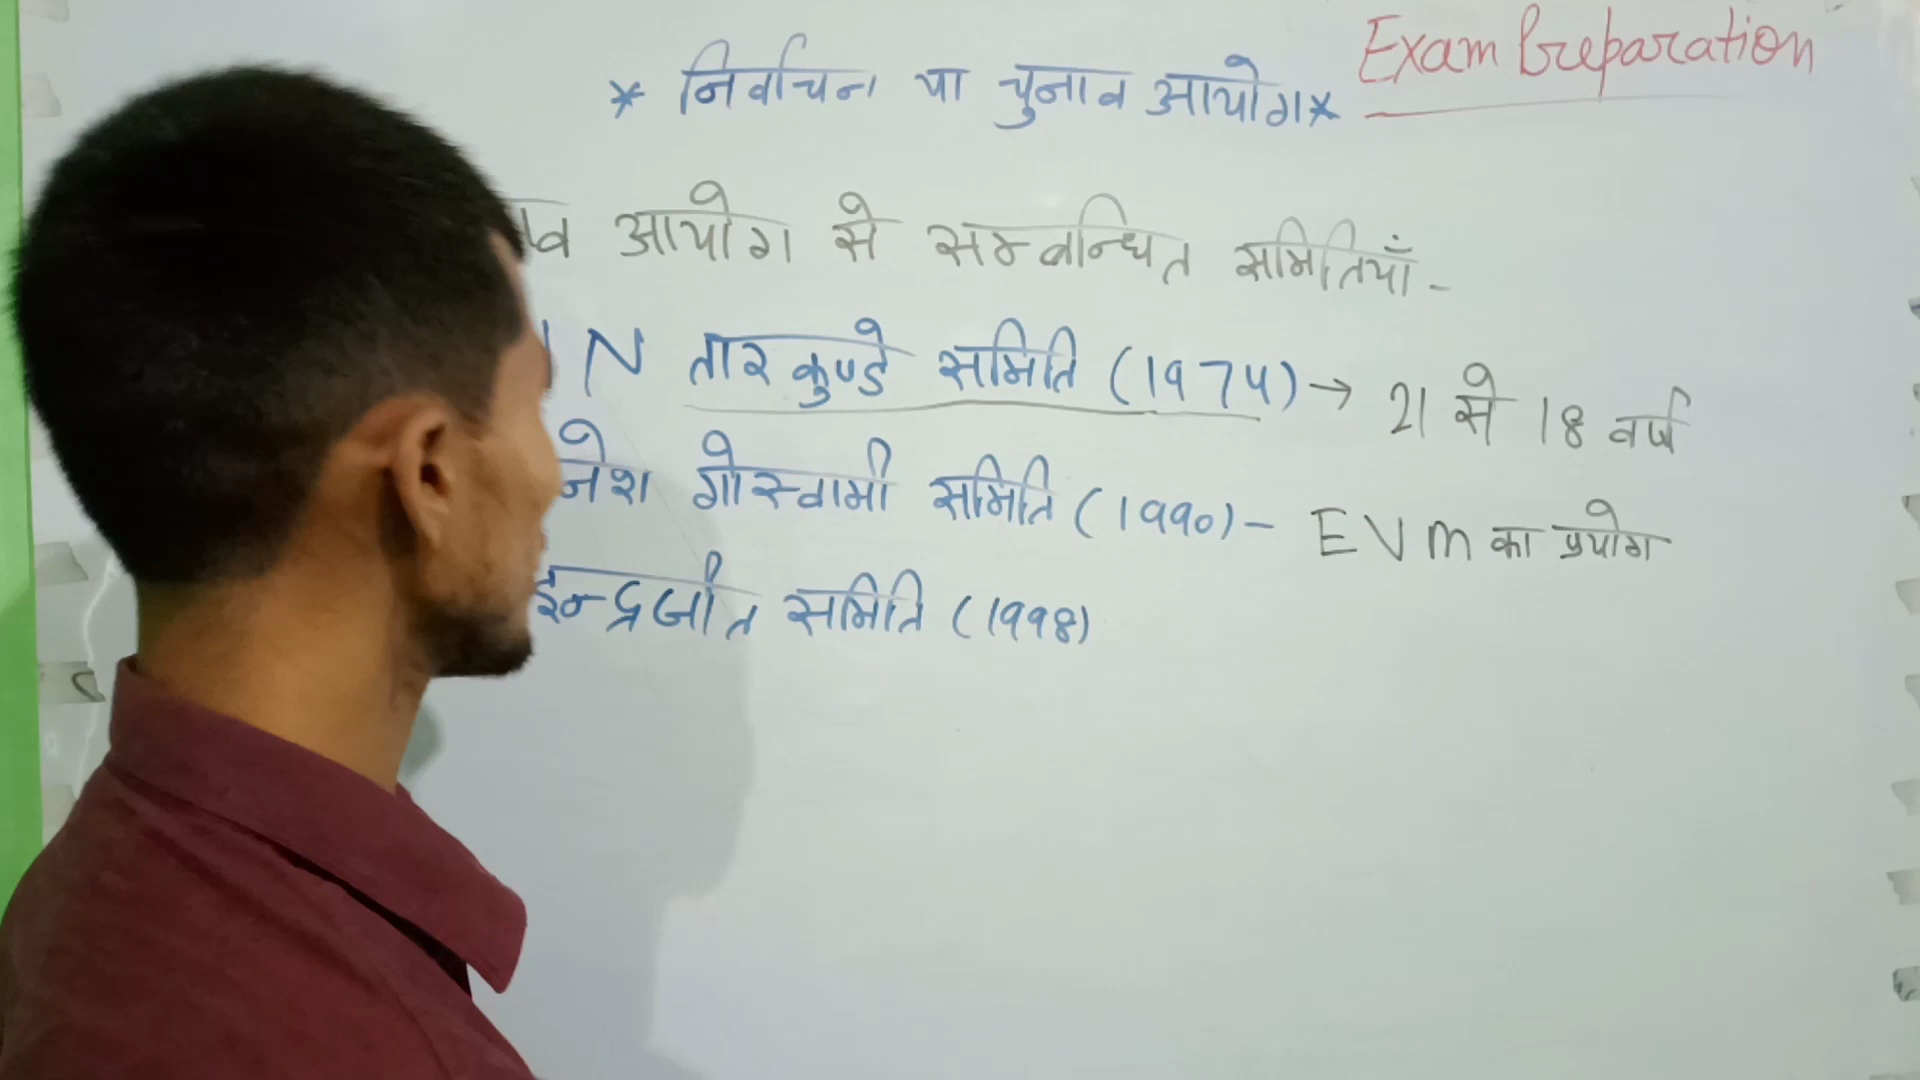 Exam Preparation
* निर्वाचन या चुनाव आयोग *
आयोग से सम्बन्धित समितियाँ -
N तारकुण्डे समिति (1974) → 21 से 18 वर्ष
गोस्वामी समिति (1990) - EVM का प्रयोग
इन्द्रजीत समिति (1998)